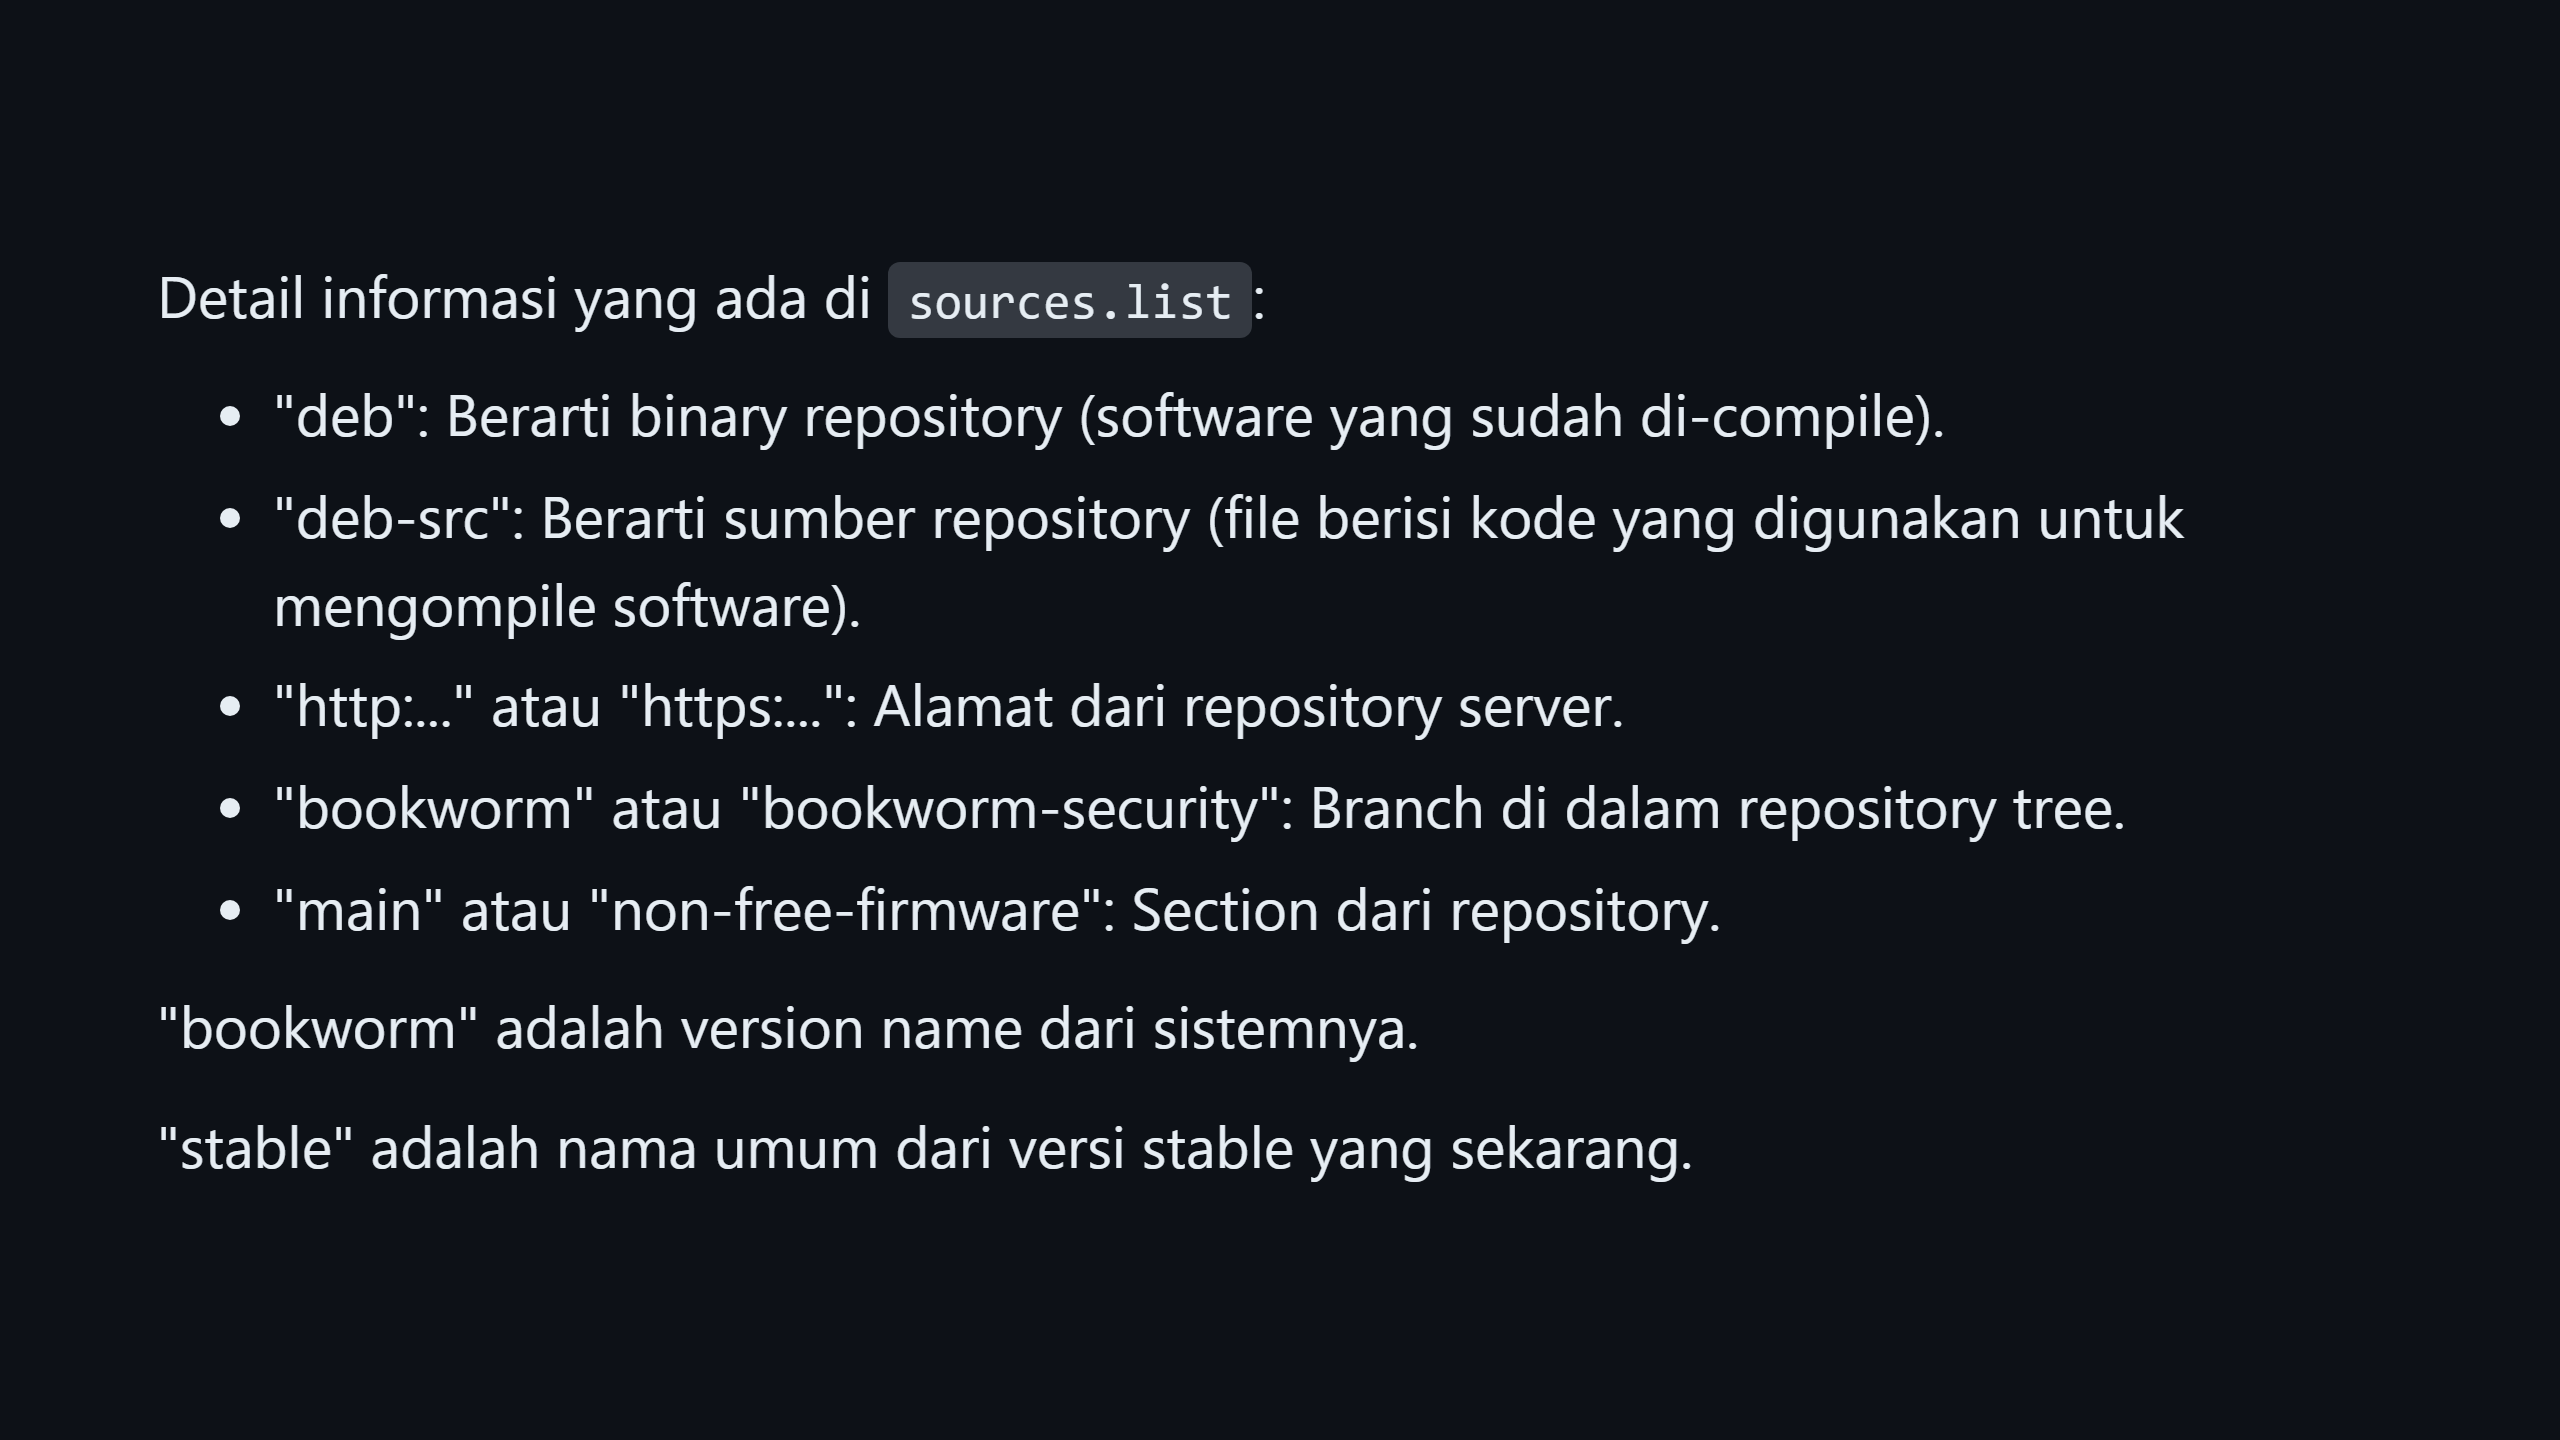 Detail informasi yang ada di sources.list:
"deb": Berarti binary repository (software yang sudah di-compile).
"deb-src": Berarti sumber repository (file berisi kode yang digunakan untuk
mengompile software).
"http:..." atau "https:...": Alamat dari repository server.
"bookworm" atau "bookworm-security": Branch di dalam repository tree.
"main" atau "non-free-firmware": Section dari repository.
"bookworm" adalah version name dari sistemnya.
"stable" adalah nama umum dari versi stable yang sekarang.